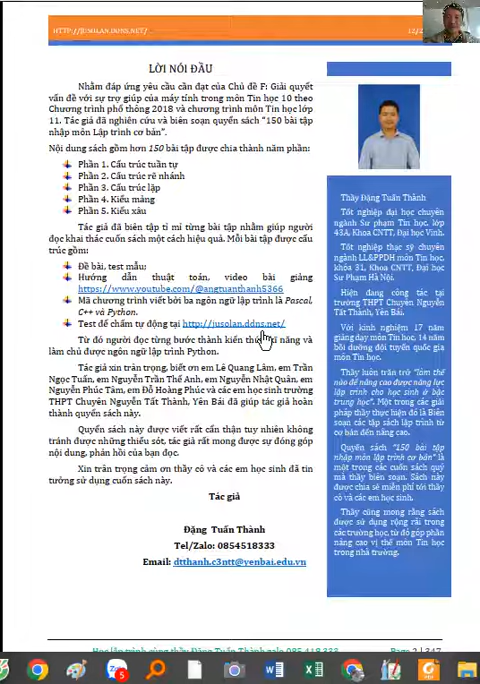 HTTP://JUSOLAN.DDNS.NET/
LỜI NÓI ĐẦU
Nhằm đáp ứng yêu cầu cần đạt của Chủ đề F: Giải quyết
vấn đề với sự trợ giúp của máy tính trong môn Tin học 10 theo
Chương trình phổ thông 2018 và chương trình môn Tin học lớp
11. Tác giả đã nghiên cứu và biên soạn quyển sách "150 bài tập
nhập môn Lập trình cơ bản".
Nội dung sách gồm hơn 150 bài tập được chia thành năm phần:
Phần 1. Cấu trúc tuần tự
Phần 2. Cấu trúc rẽ nhánh
Phần 3. Cấu trúc lặp
Phần 4. Kiểu mảng
Phần 5. Kiểu xâu
Tác giả đã biên tập tỉ mỉ từng bài tập nhằm giúp người
đọc khai thác cuốn sách một cách hiệu quả. Mỗi bài tập được cấu
trúc gồm:
Đề bài, test mẫu;
Hướng dẫn thuật toán, video bài giảng
https://www.youtube.com/@angtuanthanh5366
Mã chương trình viết bởi ba ngôn ngữ lập trình là Pascal,
C++ và Python.
Test để chấm tự động tại http://jusolan.ddns.net/
Từ đó người đọc từng bước thành kiến thức, kĩ năng và
làm chủ được ngôn ngữ lập trình Python.
Tác giả xin trân trọng, biết ơn em Lê Quang Lâm, em Trần
Ngọc Tuấn, em Nguyễn Trần Thế Anh, em Nguyễn Nhật Quân, em
Nguyễn Phúc Tâm, em Đỗ Hoàng Phúc và các em học sinh trường
THPT Chuyên Nguyễn Tất Thành, Yên Bái đã giúp tác giả hoàn
thành quyển sách này.
Quyển sách này được viết rất cẩn thận tuy nhiên không
tránh được những thiếu sót, tác giả rất mong được sự đóng góp
nội dung, phản hồi của bạn đọc.
Xin trân trọng cảm ơn thầy cô và các em học sinh đã tin
tưởng sử dụng cuốn sách này.
Tác giả
Đặng Tuấn Thành
Tel/Zalo: 0854518333
Email: dtthanh.c3ntt@yenbai.edu.vn
Thầy Đặng Tuấn Thành
Tốt nghiệp đại học chuyên
ngành Sư phạm Tin học, lớp
43A, Khoa CNTT, Đại học Vinh.
Tốt nghiệp thạc sỹ chuyên
ngành LL&PPDH môn Tin học,
khóa 31, Khoa CNTT, Đại học
Sư Phạm Hà Nội.
Hiện đang công tác tại
trường THPT Chuyên Nguyễn
Tất Thành, Yên Bái.
Với kinh nghiệm 17 năm
giảng dạy môn Tin học, 14 năm
bồi dưỡng đội tuyển quốc gia
môn Tin học.
Thầy luôn trăn trở "làm thế
nào để nâng cao được năng lực
lập trình cho học sinh ở bậc
trung học". Một trong các giải
pháp thầy thực hiện đó là Biên
soạn các tập sách lập trình từ
cơ bản đến nâng cao.
Quyển sách "150 bài tập
nhập môn lập trình cơ bản" là
một trong các cuốn sách quý
mà thầy biên soạn. Sách này
được chia sẻ miễn phí tới thầy
cô và các em học sinh.
Thầy cũng mong rằng sách
được sử dụng rộng rãi trong
các trường học, từ đó góp phần
nâng cao vị thế môn Tin học
trong nhà trường.
Học lập trình cùng thầy Đặng Tuấn Thành zalo 085.418.333
Page 2 | 347